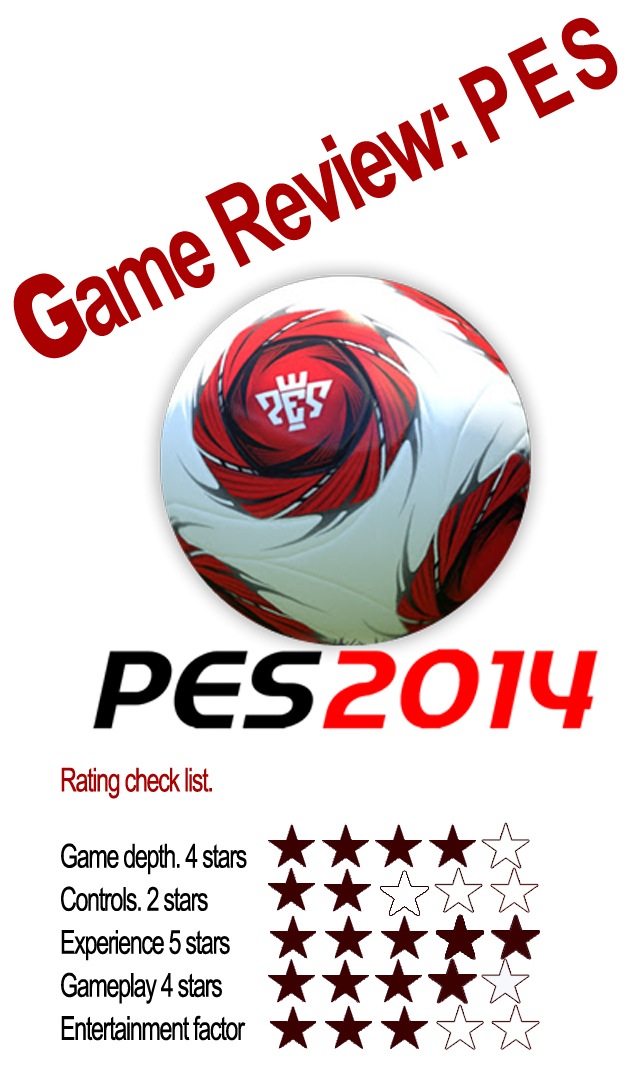 Game Review: PES
PES
PES2014
Rating check list.
Game depth. 4 stars
Controls. 2 stars
Experience 5 stars
Gameplay 4 stars
Entertainment factor